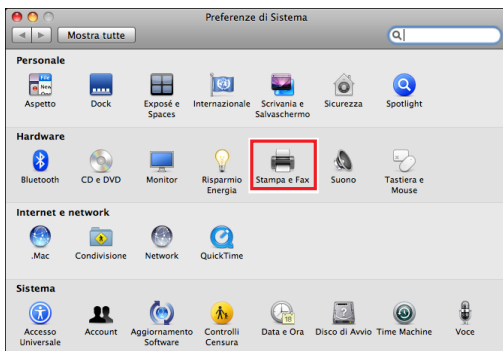 Preferenze di Sistema
Mostra tutte
Personale
Aspetto Dock Exposé e Spaces Internazionale Scrivania e Salvaschermo Sicurezza Spotlight
Hardware
Bluetooth CD e DVD Monitor Risparmio Energia Stampa e Fax Suono Tastiera e Mouse
Internet e network
.Mac Condivisione Network QuickTime
Sistema
Accesso Universale Account Aggiornamento Software Controlli Censura Data e Ora Disco di Avvio Time Machine Voce